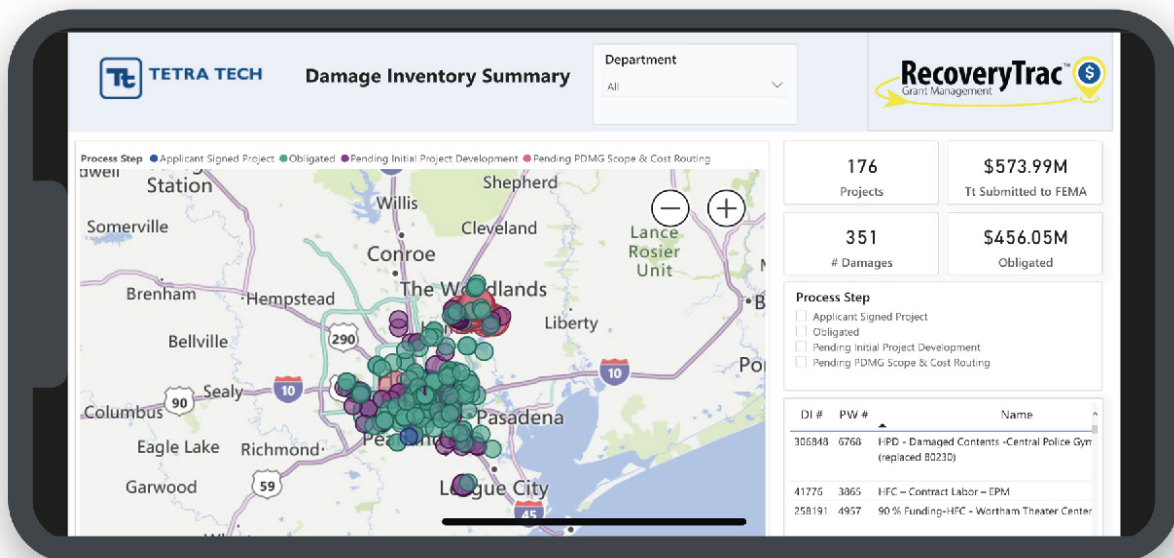 Tt TETRA TECH
Damage Inventory Summary
Department
All
RecoveryTrac™ $
Grant Management
Process Step Applicant Signed Project Obligated Pending Initial Project Development Pending PDMG Scope & Cost Routing
Station
Shepherd
Willis
Somerville
Cleveland
Lance
Rosier
Unit
Conroe
Brenham
Hempstead
The Woodlands
Liberty
Bellville
290
10
Sealy
10
Columbus
90
Pasadena
Eagle Lake
Richmond
Garwood
59
League City
45
176
Projects
$573.99M
Tt Submitted to FEMA
351
# Damages
$456.05M
Obligated
Process Step
Applicant Signed Project
Obligated
Pending Initial Project Development
Pending PDMG Scope & Cost Routing
DI # PW # Name
306848 6768 HPD - Damaged Contents -Central Police Gym
(replaced 80230)
41776 3865 HFC – Contract Labor – EPM
258191 4957 90 % Funding-HFC - Wortham Theater Center